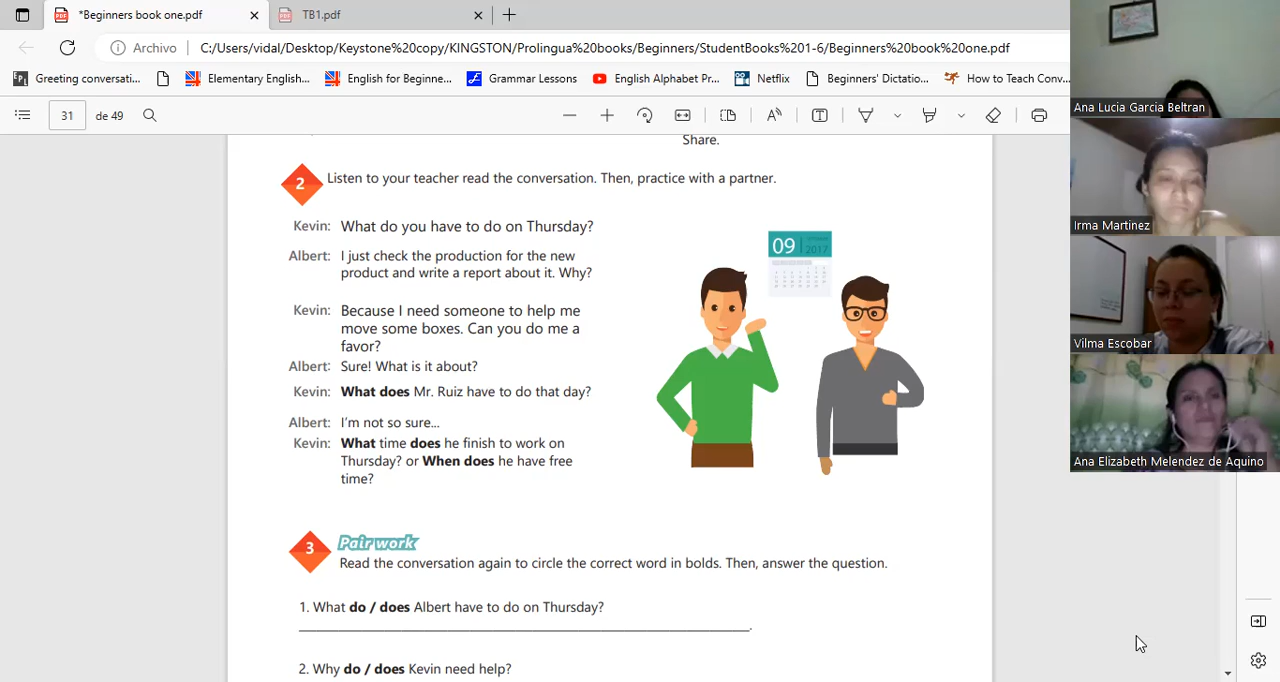 *Beginners book one.pdf
TB1.pdf
Archivo
C:/Users/vidal/Desktop/Keystone%20copy/KINGSTON/Prolingua%20books/Beginners/StudentBooks%201-6/Beginners%20book%20one.pdf
Greeting conversati...
Elementary English...
English for Beginne...
Grammar Lessons
English Alphabet Pr...
Netflix
Beginners' Dictatio...
How to Teach Conv...
31
de 49
Share.
2
Listen to your teacher read the conversation. Then, practice with a partner.
Kevin: What do you have to do on Thursday?
Albert: I just check the production for the new
product and write a report about it. Why?
Kevin: Because I need someone to help me
move some boxes. Can you do me a
favor?
Albert: Sure! What is it about?
Kevin: What does Mr. Ruiz have to do that day?
Albert: I'm not so sure...
Kevin: What time does he finish to work on
Thursday? or When does he have free
time?
09
2017
3
Pair work
Read the conversation again to circle the correct word in bolds. Then, answer the question.
1. What do / does Albert have to do on Thursday?
2. Why do / does Kevin need help?
Ana Lucia Garcia Beltran
Irma Martinez
Vilma Escobar
Ana Elizabeth Melendez de Aquino